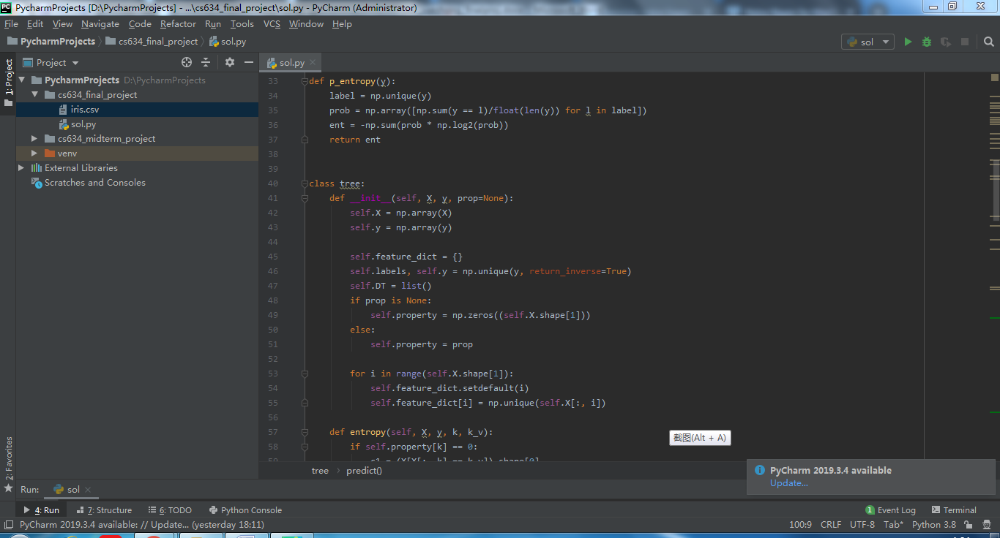 PC PycharmProjects [D:\PycharmProjects] - ...\cs634_final_project\sol.py - PyCharm (Administrator)
File Edit View Navigate Code Refactor Run Tools VCS Window Help
PycharmProjects cs634_final_project sol.py
sol
1: Project
Project
sol.py
PycharmProjects D:\PycharmProjects
cs634_final_project
iris.csv
sol.py
cs634_midterm_project
venv
External Libraries
Scratches and Consoles
33 def p_entropy(y):
34 label = np.unique(y)
35 prob = np.array([np.sum(y == l)/float(len(y)) for l in label])
36 ent = -np.sum(prob * np.log2(prob))
37 return ent
38
39
40 class tree:
41 def __init__(self, X, y, prop=None):
42 self.X = np.array(X)
43 self.y = np.array(y)
44
45 self.feature_dict = {}
46 self.labels, self.y = np.unique(y, return_inverse=True)
47 self.DT = list()
48 if prop is None:
49 self.property = np.zeros((self.X.shape[1]))
50 else:
51 self.property = prop
52
53 for i in range(self.X.shape[1]):
54 self.feature_dict.setdefault(i)
55 self.feature_dict[i] = np.unique(self.X[:, i])
56
57 def entropy(self, X, y, k, k_v):
58 if self.property[k] == 0:
59 c1 = (X[X[:, k] == k_v]).shape[0]
截图(Alt + A)
tree predict()
PyCharm 2019.3.4 available
Update...
2: Favorites
Run: sol
4: Run 7: Structure 6: TODO Python Console 1 Event Log Terminal
PyCharm 2019.3.4 available: // Update... (yesterday 18:11) 100:9 CRLF UTF-8 Tab* Python 3.8